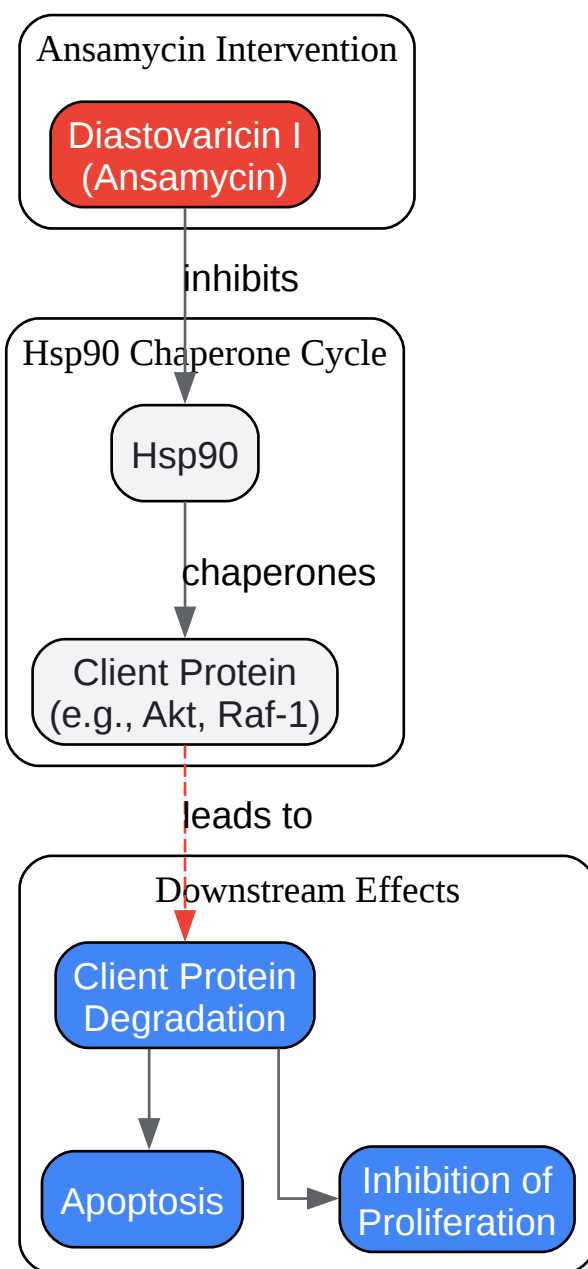 Ansamycin Intervention
Diastovaricin I
(Ansamycin)
inhibits
Hsp90 Chaperone Cycle
Hsp90
chaperones
Client Protein
(e.g., Akt, Raf-1)
leads to
Downstream Effects
Client Protein
Degradation
Apoptosis
Inhibition of
Proliferation